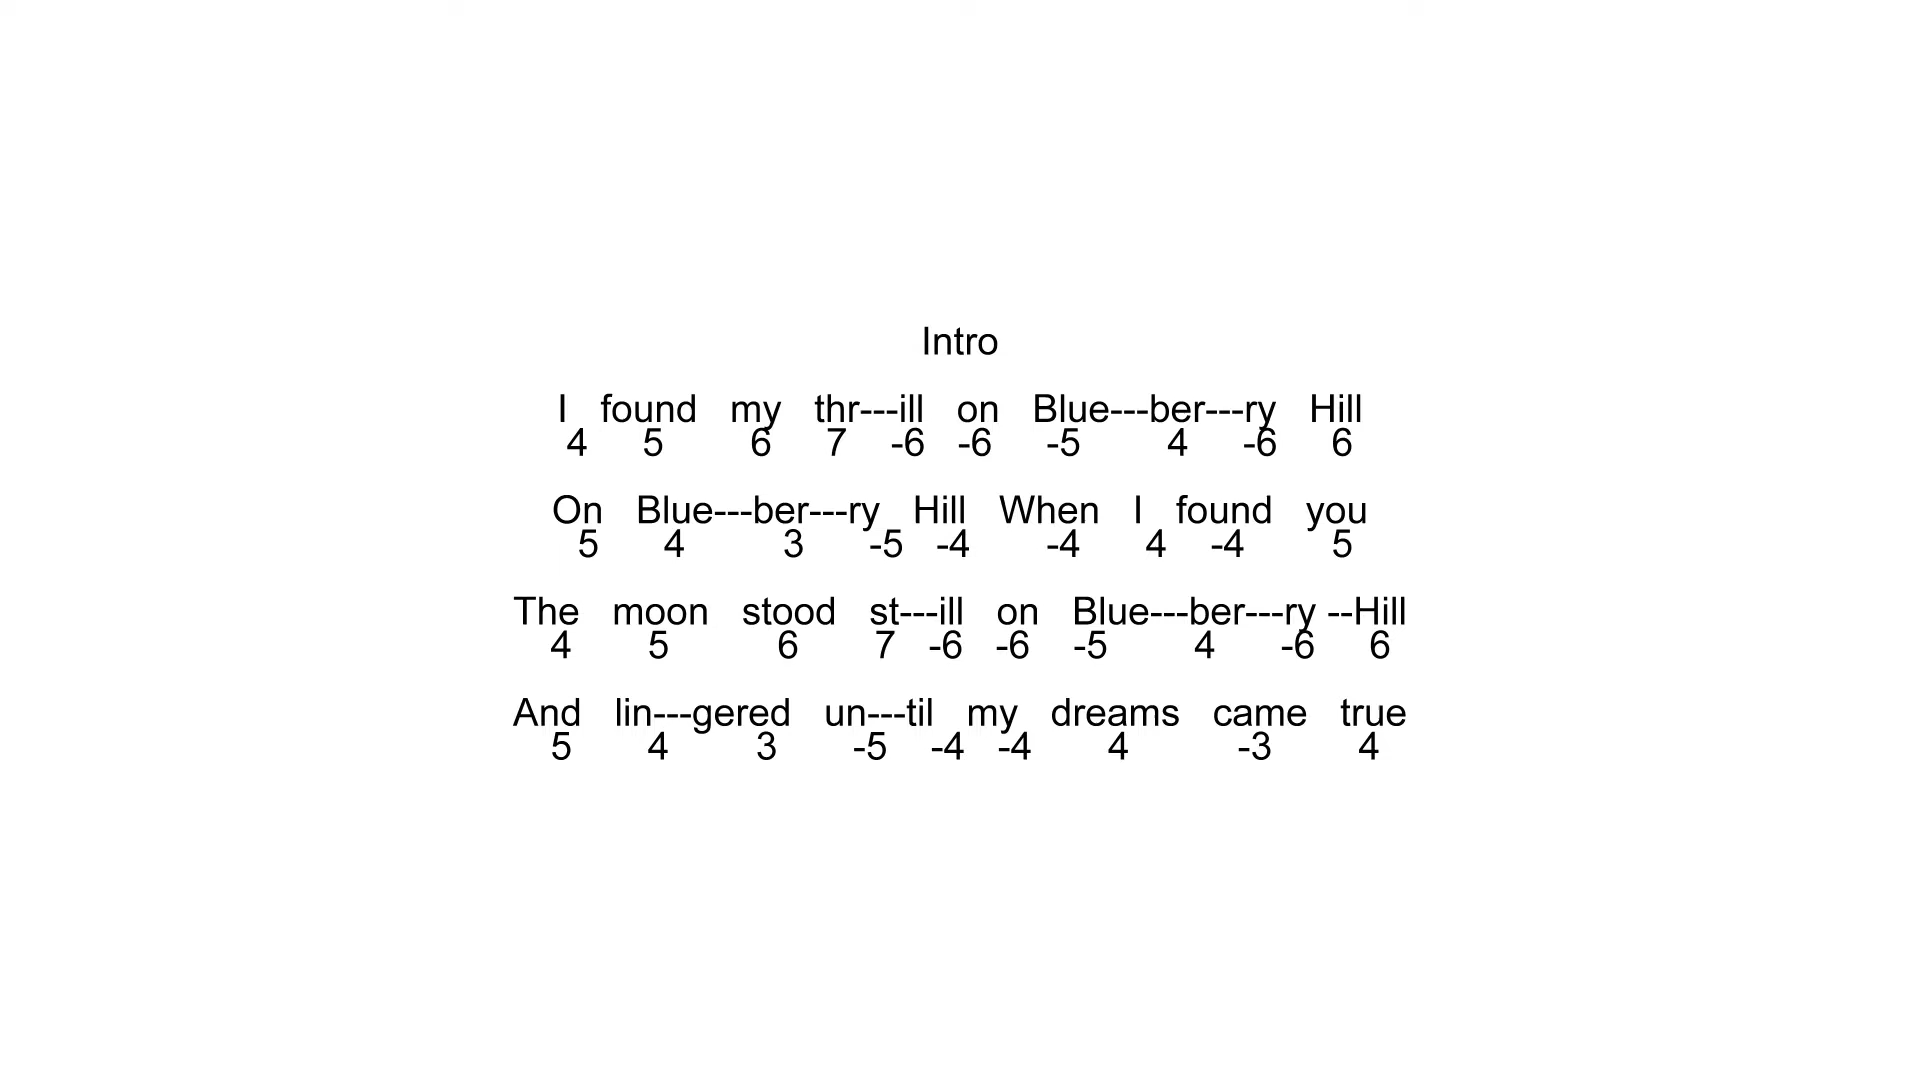 Intro
I found my thr---ill on Blue---ber---ry Hill
4 5 6 7 -6 -6 -5 4 -6 6
On Blue---ber---ry Hill When I found you
5 4 3 -5 -4 -4 4 -4 5
The moon stood st---ill on Blue---ber---ry --Hill
4 5 6 7 -6 -6 -5 4 -6 6
And lin---gered un---til my dreams came true
5 4 3 -5 -4 -4 4 -3 4